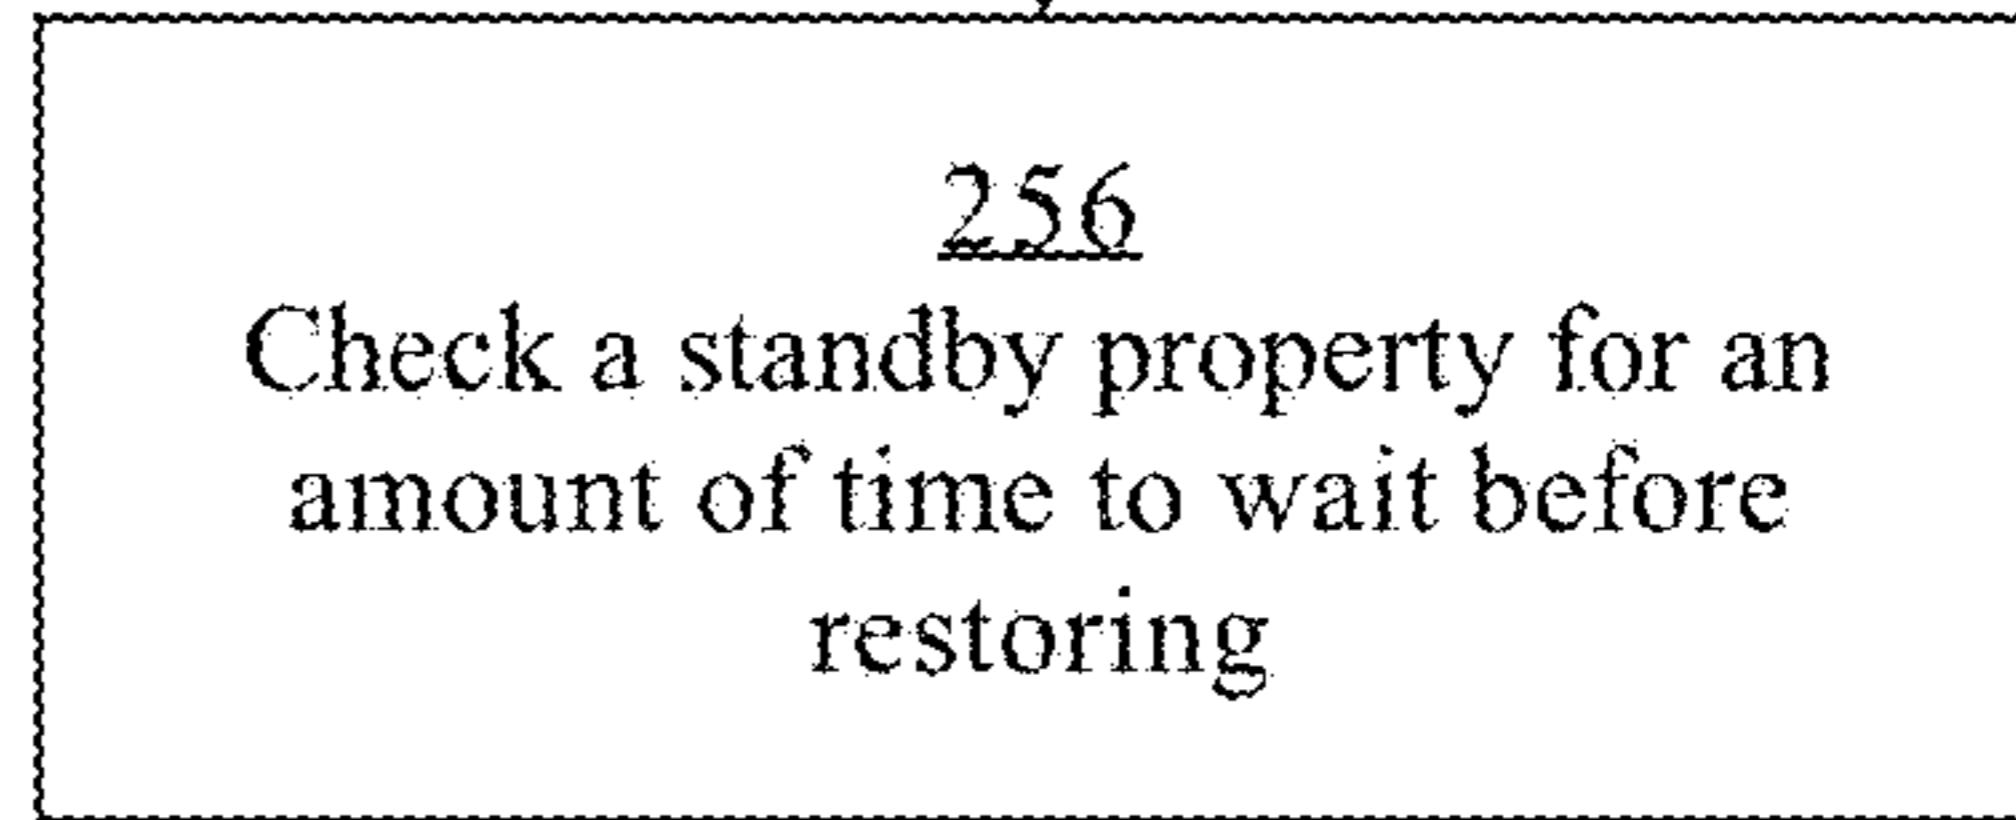 256
Check a standby property for an
amount of time to wait before
restoring